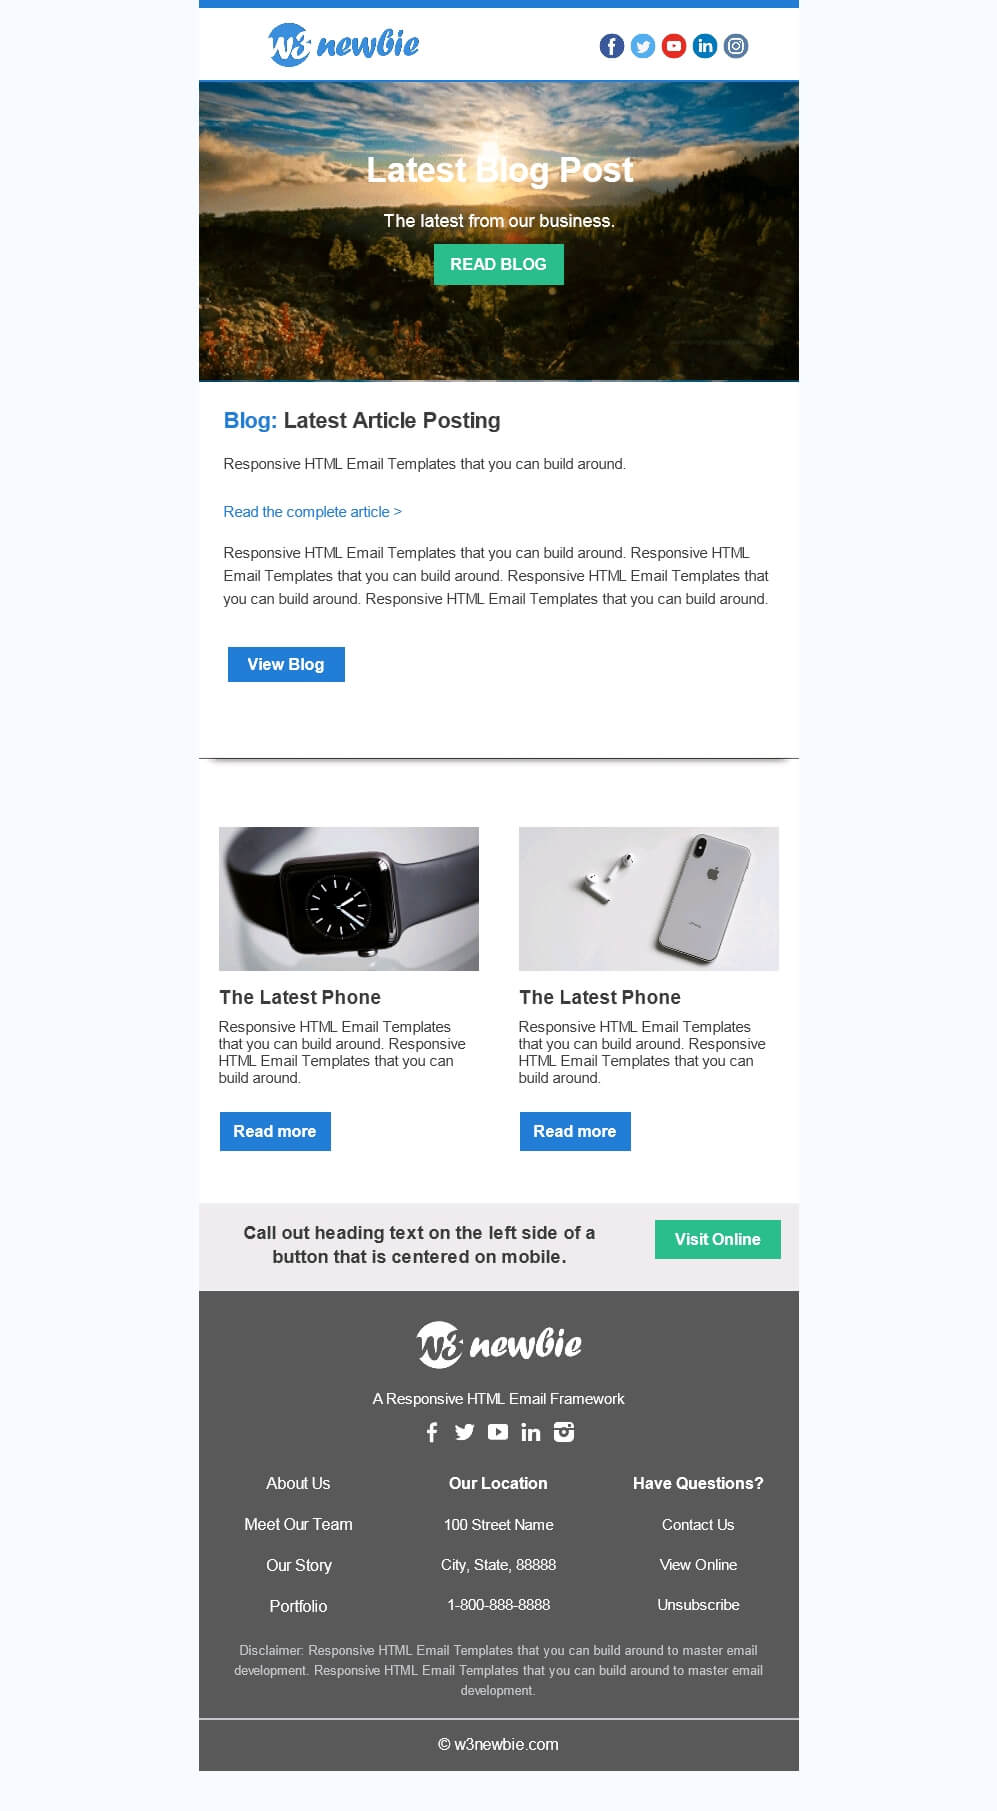 w3 newbie
Latest Blog Post
The latest from our business.
READ BLOG
Blog: Latest Article Posting
Responsive HTML Email Templates that you can build around.
Read the complete article >
Responsive HTML Email Templates that you can build around. Responsive HTML
Email Templates that you can build around. Responsive HTML Email Templates that
you can build around. Responsive HTML Email Templates that you can build around.
View Blog
The Latest Phone
Responsive HTML Email Templates
that you can build around. Responsive
HTML Email Templates that you can
build around.
Read more
The Latest Phone
Responsive HTML Email Templates
that you can build around. Responsive
HTML Email Templates that you can
build around.
Read more
Call out heading text on the left side of a
button that is centered on mobile.
Visit Online
w3 newbie
A Responsive HTML Email Framework
About Us
Meet Our Team
Our Story
Portfolio
Our Location
100 Street Name
City, State, 88888
1-800-888-8888
Have Questions?
Contact Us
View Online
Unsubscribe
Disclaimer: Responsive HTML Email Templates that you can build around to master email
development. Responsive HTML Email Templates that you can build around to master email
development.
© w3newbie.com